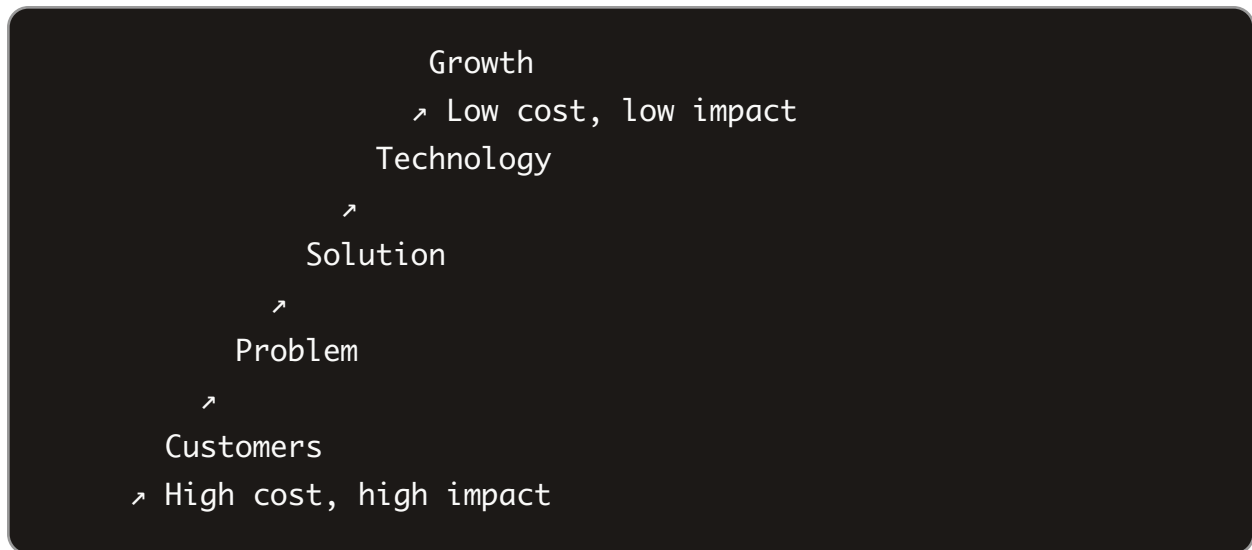 Growth
↗ Low cost, low impact
Technology
↗
Solution
↗
Problem
↗
Customers
↗ High cost, high impact